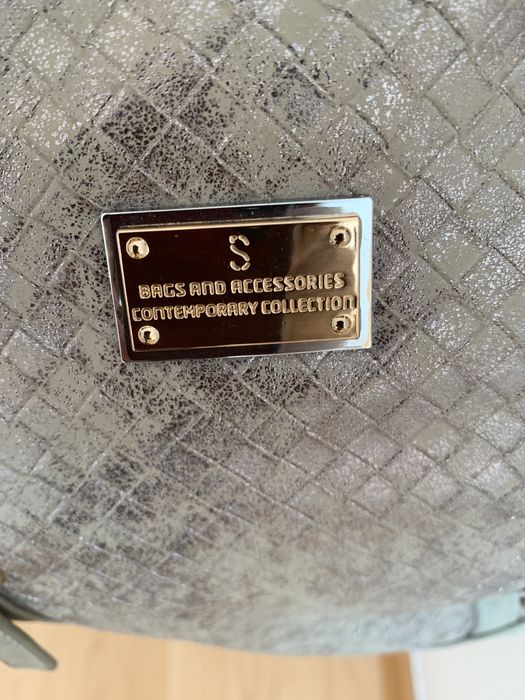 S
BAGS AND ACCESSORIES
CONTEMPORARY COLLECTION